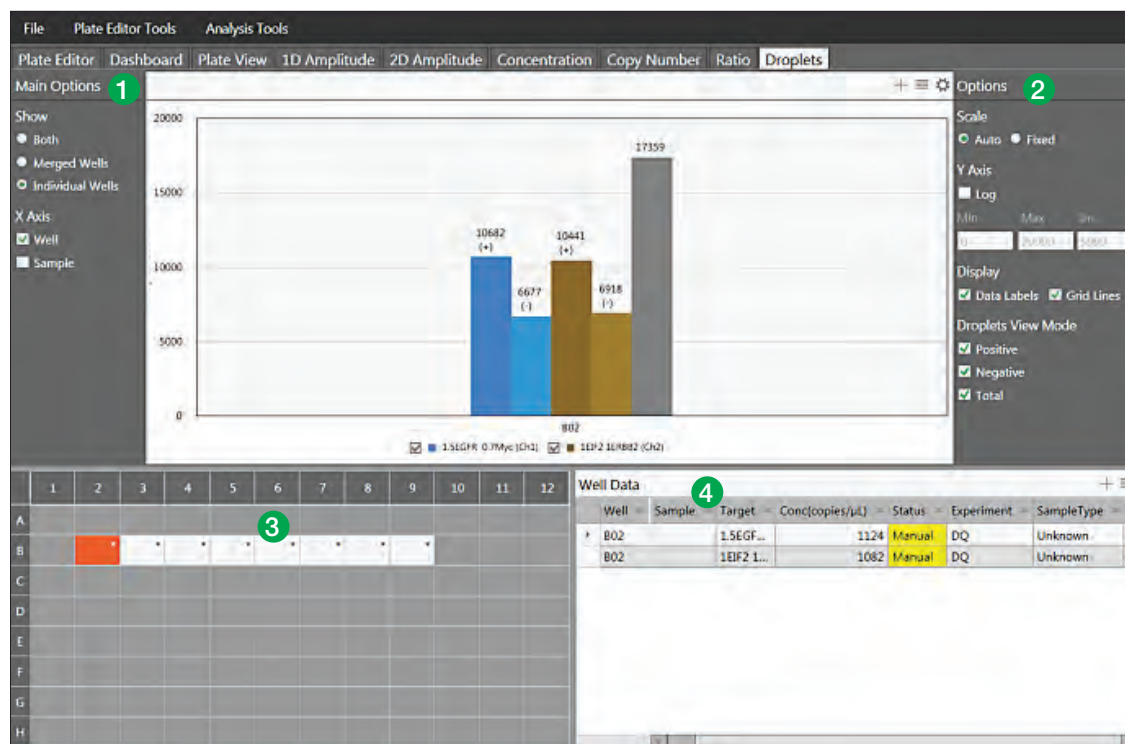 File Plate Editor Tools Analysis Tools
Plate Editor Dashboard Plate View 1D Amplitude 2D Amplitude Concentration Copy Number Ratio Droplets
Main Options 1
Show
Both
Merged Wells
Individual Wells
X Axis
Well
Sample
20000
15000
10000
5000
0
10682
(+)
6677
(-)
10441
(+)
6918
(-)
17359
B02
1.5EGFR 0.7Myc (Ch1) 1EIF2 1ERBB2 (Ch2)
Options 2
Scale
Auto Fixed
Y Axis
Log
Min Max
0 20000 5000
Display
Data Labels Grid Lines
Droplets View Mode
Positive
Negative
Total
1 2 3 4 5 6 7 8 9 10 11 12
A
B
C
D
E
F
G
H
3
Well Data
4
Well Sample Target Conc(copies/µL) Status Experiment SampleType
B02 1.5EGF... 1124 Manual DQ Unknown
B02 1EIF2 1... 1082 Manual DQ Unknown